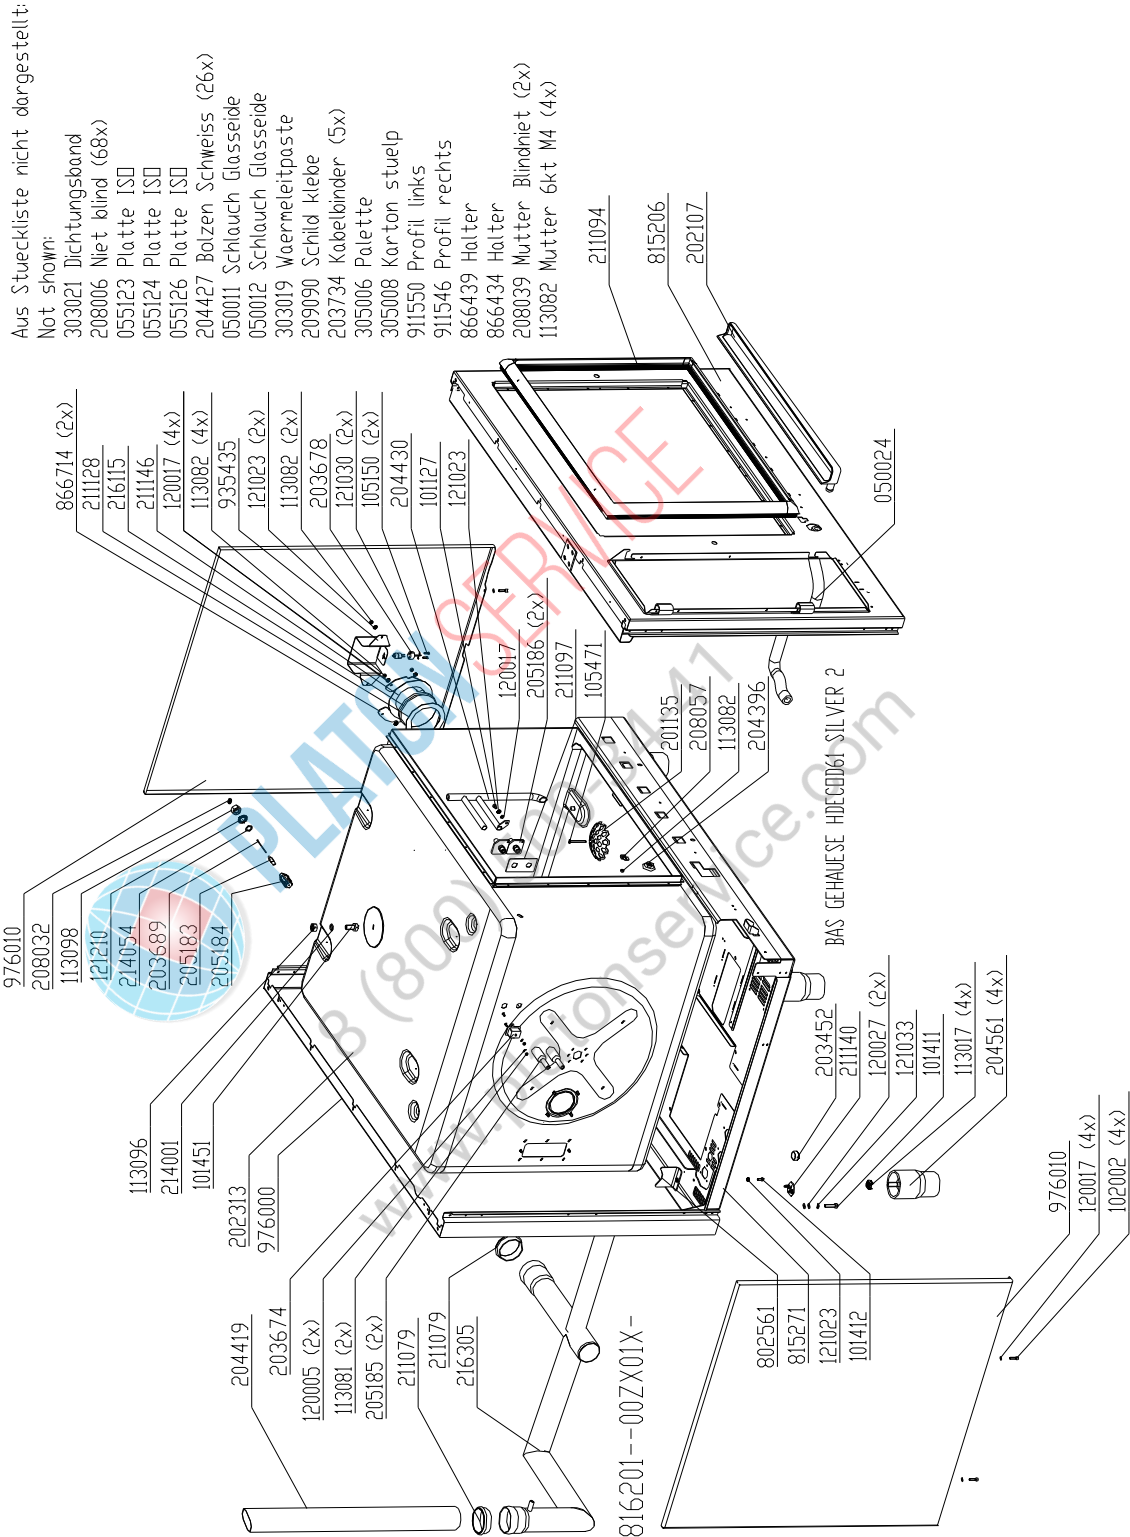 Aus Stueckliste nicht dargestellt:
Not shown:
303021 Dichtungsband
208006 Niet blind (68x)
055123 Platte ISO
055124 Platte ISO
055126 Platte ISO
204427 Bolzen Schweiss (26x)
050011 Schlauch Glasseide
050012 Schlauch Glasseide
303019 Waermeleitpaste
209090 Schild klebe
203734 Kabelbinder (5x)
305006 Palette
305008 Karton stuelp
911550 Profil links
911546 Profil rechts
866439 Halter
866434 Halter
208039 Mutter Blindniet (2x)
113082 Mutter 6kt M4 (4x)
211094
815206
202107
866714 (2x)
211128
216115
211146
120017 (4x)
113082 (4x)
935435
121023 (2x)
113082 (2x)
203678
121030 (2x)
105150 (2x)
204430
101127
121023
050024
120017
205186 (2x)
211097
105471
201135
208057
113082
204396
976010
208032
113098
121210
214054
203689
205183
205184
BAS GEHAUESE HDECOD61 SILVER 2
113096
214001
101451
202313
976000
203452
211140
120027 (2x)
121033
101411
113017 (4x)
204561 (4x)
976010
120017 (4x)
102002 (4x)
204419
203674
120005 (2x)
113081 (2x)
205185 (2x)
211079
211079
216305
802561
815271
121023
101412
816201--00ZX01X-
PLATON SERVICE
8 (800) 500-84-41
www.platonservice.com